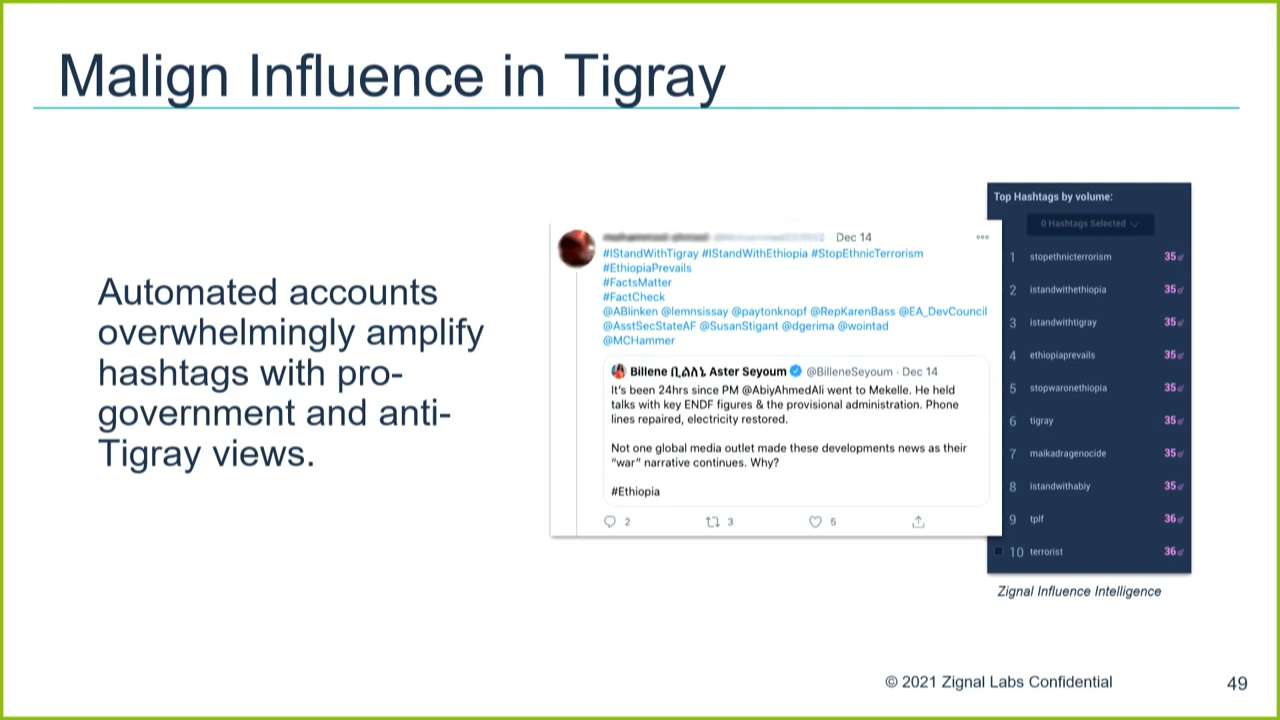 Malign Influence in Tigray
Automated accounts
overwhelmingly amplify
hashtags with pro-
government and anti-
Tigray views.
Dec 14
#IStandWithTigray #IStandWithEthiopia #StopEthnicTerrorism
#EthiopiaPrevails
#FactsMatter
#FactCheck
@ABlinken @lemnsissay @paytonknopf @RepKarenBass @EA_DevCouncil
@AsstSecStateAF @SusanStigant @dgerima @wointad
@MCHammer
Billene ቢልለኔ Aster Seyoum @BilleneSeyoum · Dec 14
It's been 24hrs since PM @AbiyAhmedAli went to Mekelle. He held
talks with key ENDF figures & the provisional administration. Phone
lines repaired, electricity restored.
Not one global media outlet made these developments news as their
"war" narrative continues. Why?
#Ethiopia
2 3 5
Top Hashtags by volume:
0 Hashtags Selected
1 stopethnicterrorism 35
2 istandwithethiopia 35
3 istandwithtigray 35
4 ethiopiaprevails 35
5 stopwaronethiopia 35
6 tigray 35
7 maikadragenocide 35
8 istandwithabiy 35
9 tplf 36
10 terrorist 36
Zignal Influence Intelligence
© 2021 Zignal Labs Confidential
49